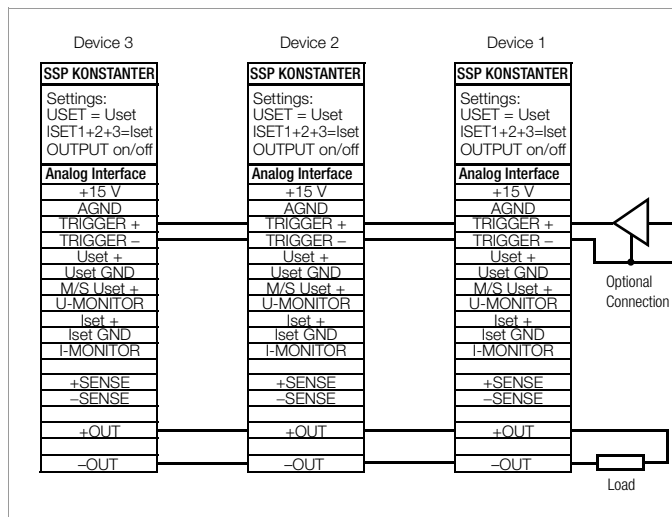 Device 3
Device 2
Device 1
SSP KONSTANTER
Settings:
USET = Uset
ISET1+2+3=Iset
OUTPUT on/off
Analog Interface
+15 V
AGND
TRIGGER +
TRIGGER –
Uset +
Uset GND
M/S Uset +
U-MONITOR
Iset +
Iset GND
I-MONITOR
+SENSE
–SENSE
+OUT
–OUT
SSP KONSTANTER
Settings:
USET = Uset
ISET1+2+3=Iset
OUTPUT on/off
Analog Interface
+15 V
AGND
TRIGGER +
TRIGGER –
Uset +
Uset GND
M/S Uset +
U-MONITOR
Iset +
Iset GND
I-MONITOR
+SENSE
–SENSE
+OUT
–OUT
SSP KONSTANTER
Settings:
USET = Uset
ISET1+2+3=Iset
OUTPUT on/off
Analog Interface
+15 V
AGND
TRIGGER +
TRIGGER –
Uset +
Uset GND
M/S Uset +
U-MONITOR
Iset +
Iset GND
I-MONITOR
+SENSE
–SENSE
+OUT
–OUT
Optional
Connection
Load